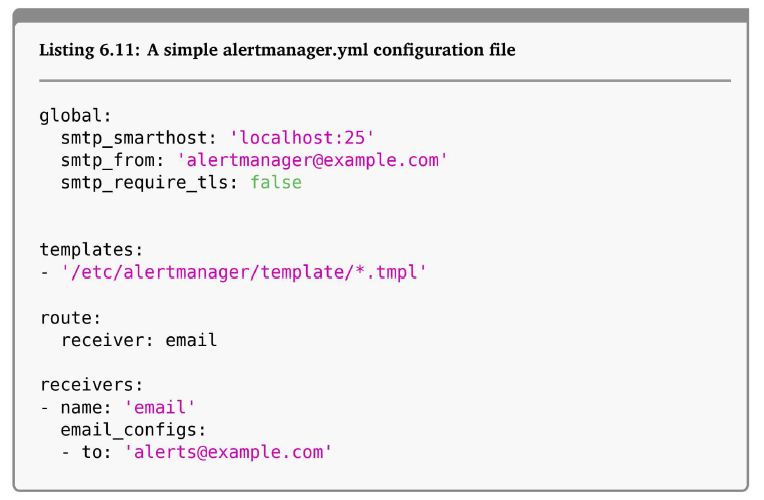 Listing 6.11: A simple alertmanager.yml configuration file
global:
  smtp_smarthost: 'localhost:25'
  smtp_from: 'alertmanager@example.com'
  smtp_require_tls: false
templates:
- '/etc/alertmanager/template/*.tmpl'
route:
  receiver: email
receivers:
- name: 'email'
  email_configs:
  - to: 'alerts@example.com'